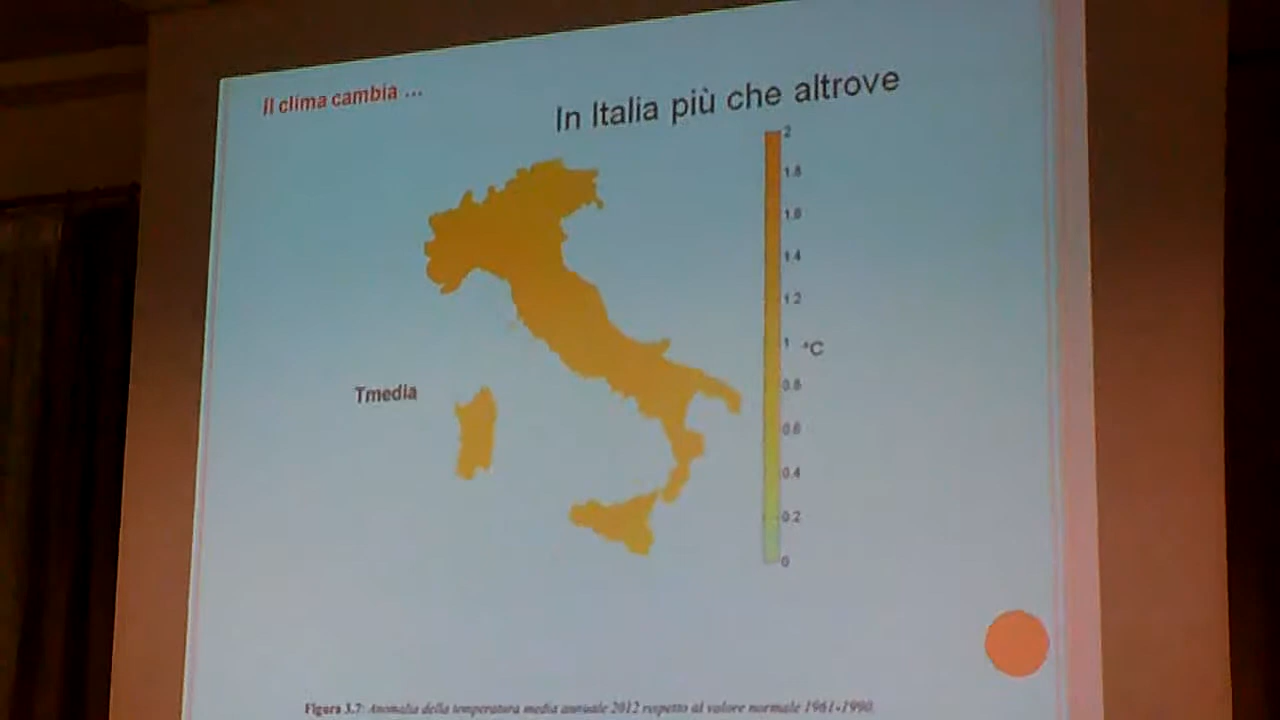 Il clima cambia ...
In Italia più che altrove
2
1.8
1.6
1.4
1.2
1 °C
0.8
Tmedia
0.6
0.4
0.2
0
Figura 3.7: Anomalia della temperatura media annuale 2012 rispetto al valore normale 1961-1990.